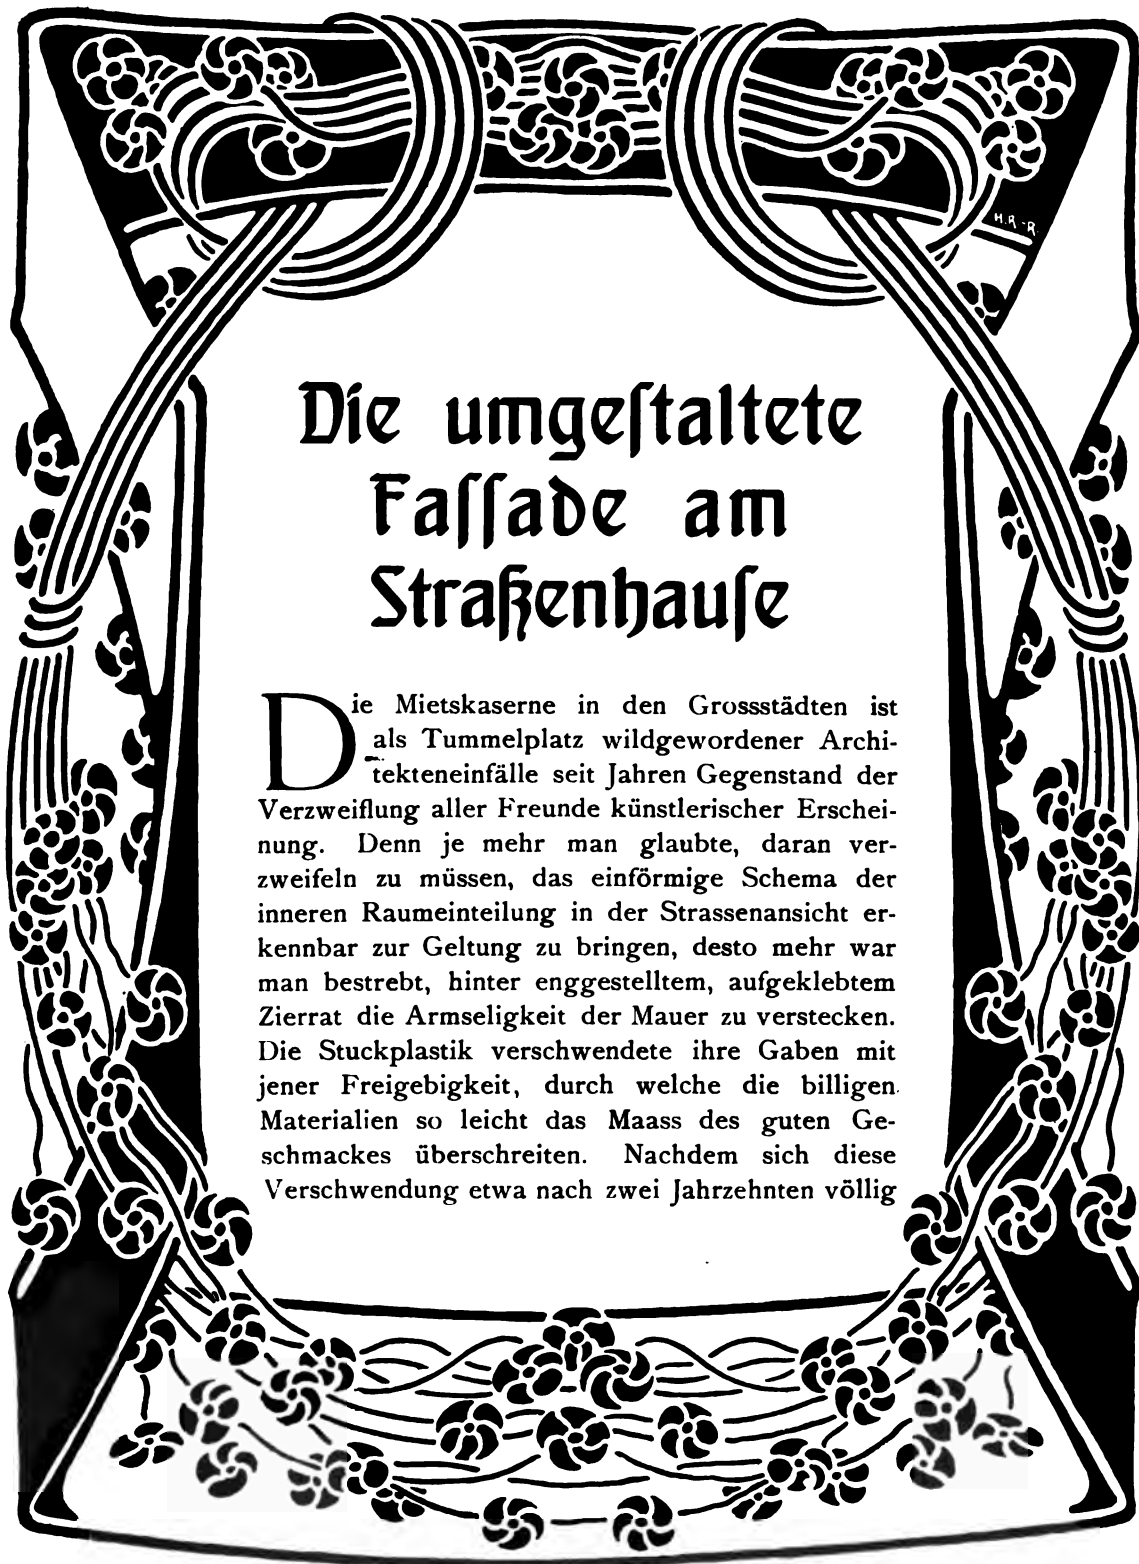 H.R-R.
Die umgeſtaltete
Faſſade am
Straßenhauſe
Die Mietskaserne in den Grossstädten ist
als Tummelplatz wildgewordener Archi-
tekteneinfälle seit Jahren Gegenstand der
Verzweiflung aller Freunde künstlerischer Erschei-
nung. Denn je mehr man glaubte, daran ver-
zweifeln zu müssen, das einförmige Schema der
inneren Raumeinteilung in der Strassenansicht er-
kennbar zur Geltung zu bringen, desto mehr war
man bestrebt, hinter enggestelltem, aufgeklebtem
Zierrat die Armseligkeit der Mauer zu verstecken.
Die Stuckplastik verschwendete ihre Gaben mit
jener Freigebigkeit, durch welche die billigen
Materialien so leicht das Maass des guten Ge-
schmackes überschreiten. Nachdem sich diese
Verschwendung etwa nach zwei Jahrzehnten völlig